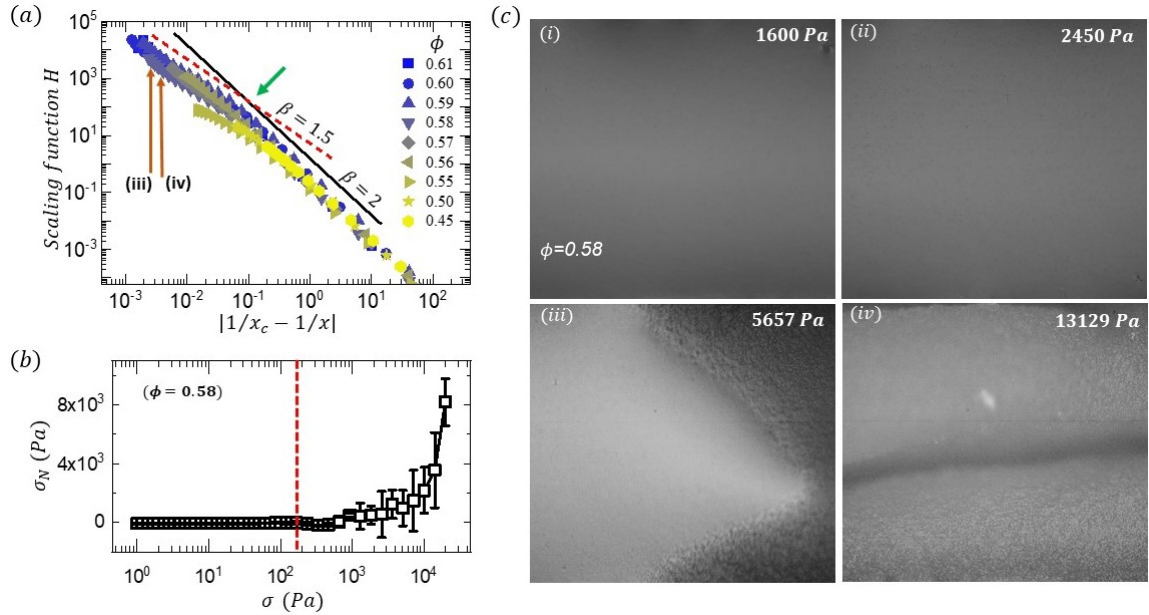 (a)
Scaling function H
10^5
10^3
10^1
10^-1
10^-3
10^-3 10^-2 10^-1 10^0 10^1 10^2
|1/x_c − 1/x|
(iii) (iv)
β = 1.5
β = 2
ϕ
0.61
0.60
0.59
0.58
0.57
0.56
0.55
0.50
0.45
(b)
(ϕ = 0.58)
σ_N (Pa)
8x10^3
4x10^3
0
10^0 10^1 10^2 10^3 10^4
σ (Pa)
(c)
(i) 1600 Pa
ϕ=0.58
(ii) 2450 Pa
(iii) 5657 Pa
(iv) 13129 Pa